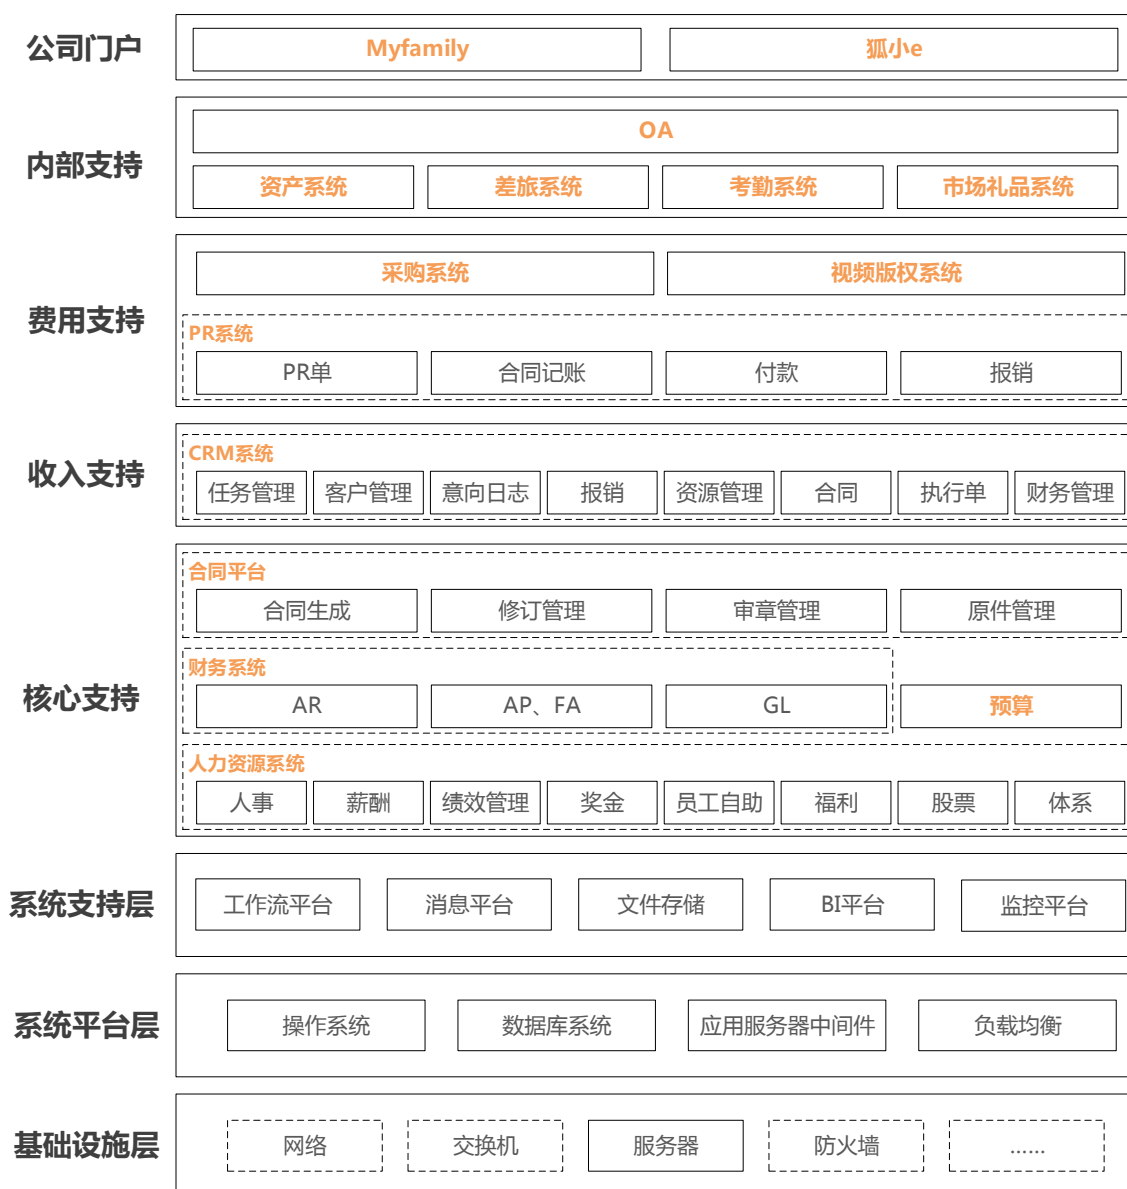 公司门户
Myfamily
狐小e
内部支持
OA
资产系统
差旅系统
考勤系统
市场礼品系统
费用支持
采购系统
视频版权系统
PR系统
PR单
合同记账
付款
报销
收入支持
CRM系统
任务管理
客户管理
意向日志
报销
资源管理
合同
执行单
财务管理
核心支持
合同平台
合同生成
修订管理
审章管理
原件管理
财务系统
AR
AP、FA
GL
预算
人力资源系统
人事
薪酬
绩效管理
奖金
员工自助
福利
股票
体系
系统支持层
工作流平台
消息平台
文件存储
BI平台
监控平台
系统平台层
操作系统
数据库系统
应用服务器中间件
负载均衡
基础设施层
网络
交换机
服务器
防火墙
......